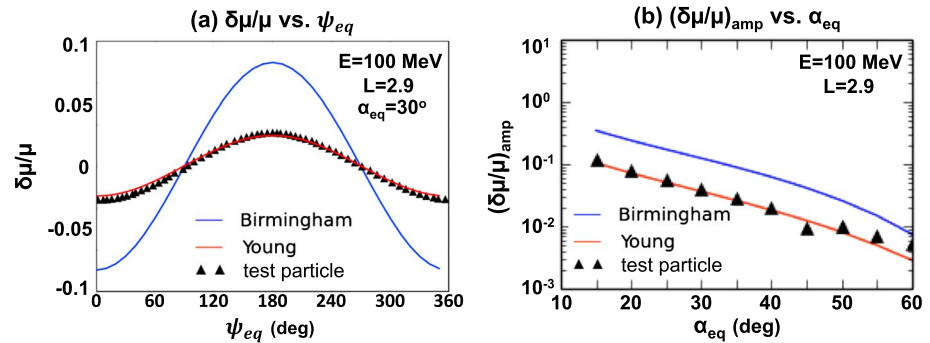 (a) δμ/μ vs. ψeq
0.1
0.05
0
-0.05
-0.1
δμ/μ
E=100 MeV
L=2.9
αeq=30°
Birmingham
Young
test particle
0 60 120 180 240 300 360
ψeq (deg)
(b) (δμ/μ)amp vs. αeq
10¹
10⁰
10⁻¹
10⁻²
10⁻³
(δμ/μ)amp
E=100 MeV
L=2.9
Birmingham
Young
test particle
10 20 30 40 50 60
αeq (deg)